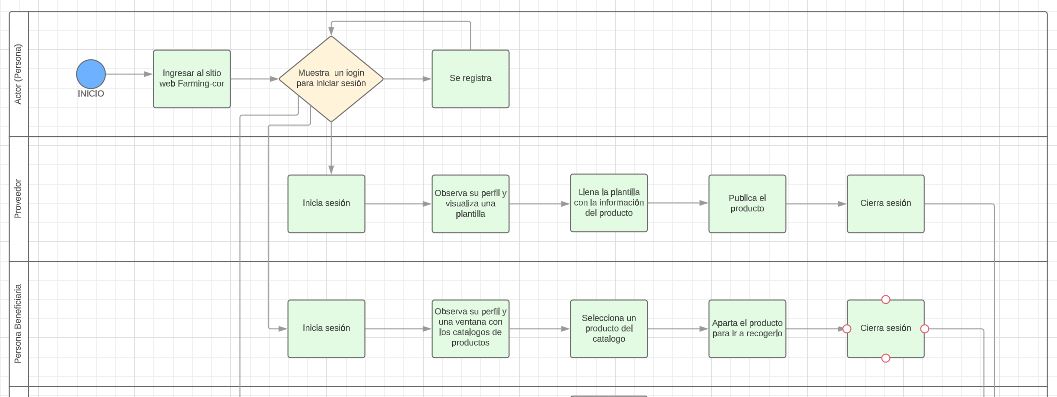 Actor (Persona)
INICIO
Ingresar al sitio
web Farming-cor
Muestra un login
para iniciar sesión
Se registra
Proveedor
Inicia sesión
Observa su perfil y
visualiza una
plantilla
Llena la plantilla
con la información
del producto
Publica el
producto
Cierra sesión
Persona Beneficiaria
Inicia sesión
Observa su perfil y
una ventana con
los catalogos de
productos
Selecciona un
producto del
catalogo
Aparta el producto
para ir a recogerlo
Cierra sesión